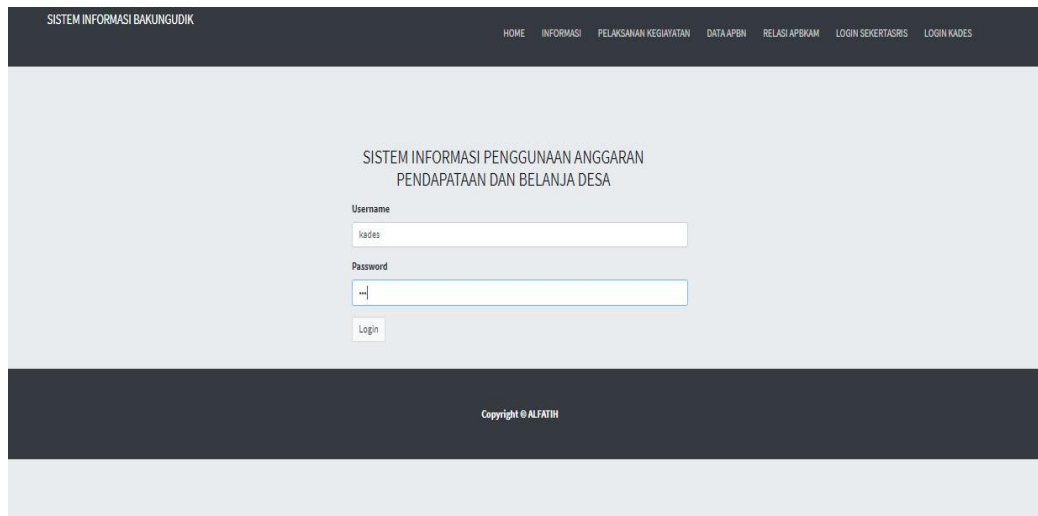 SISTEM INFORMASI BAKUNGUDIK
HOME INFORMASI PELAKSANAN KEGIAYATAN DATA APBN RELASI APBKAM LOGIN SEKERTASRIS LOGIN KADES
SISTEM INFORMASI PENGGUNAAN ANGGARAN
PENDAPATAAN DAN BELANJA DESA
Username
kades
Password
•••
Login
Copyright © ALFATIH